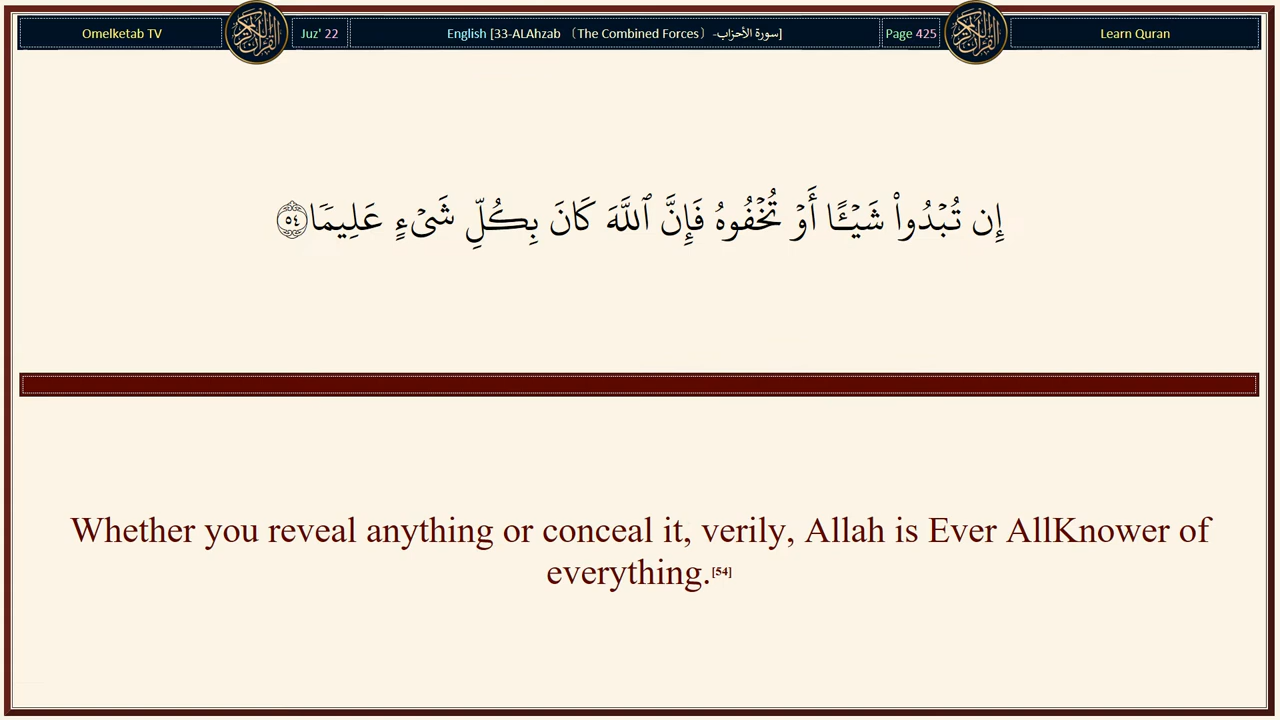 Omelketab TV
Juz' 22
English [33-ALAhzab 〔The Combined Forces〕 -سورة الأحزاب]
Page 425
Learn Quran
إِن تُبْدُوا۟ شَيْـًٔا أَوْ تُخْفُوهُ فَإِنَّ ٱللَّهَ كَانَ بِكُلِّ شَىْءٍ عَلِيمًا ٥٤
Whether you reveal anything or conceal it, verily, Allah is Ever AllKnower of
everything.[54]